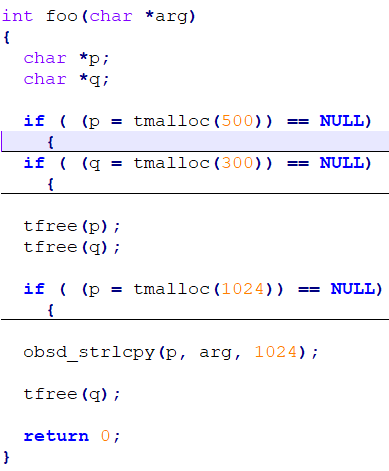 int foo(char *arg)
{
char *p;
char *q;
if ( (p = tmalloc(500)) == NULL)
{
if ( (q = tmalloc(300)) == NULL)
{
tfree(p);
tfree(q);
if ( (p = tmalloc(1024)) == NULL)
{
obsd_strlcpy(p, arg, 1024);
tfree(q);
return 0;
}